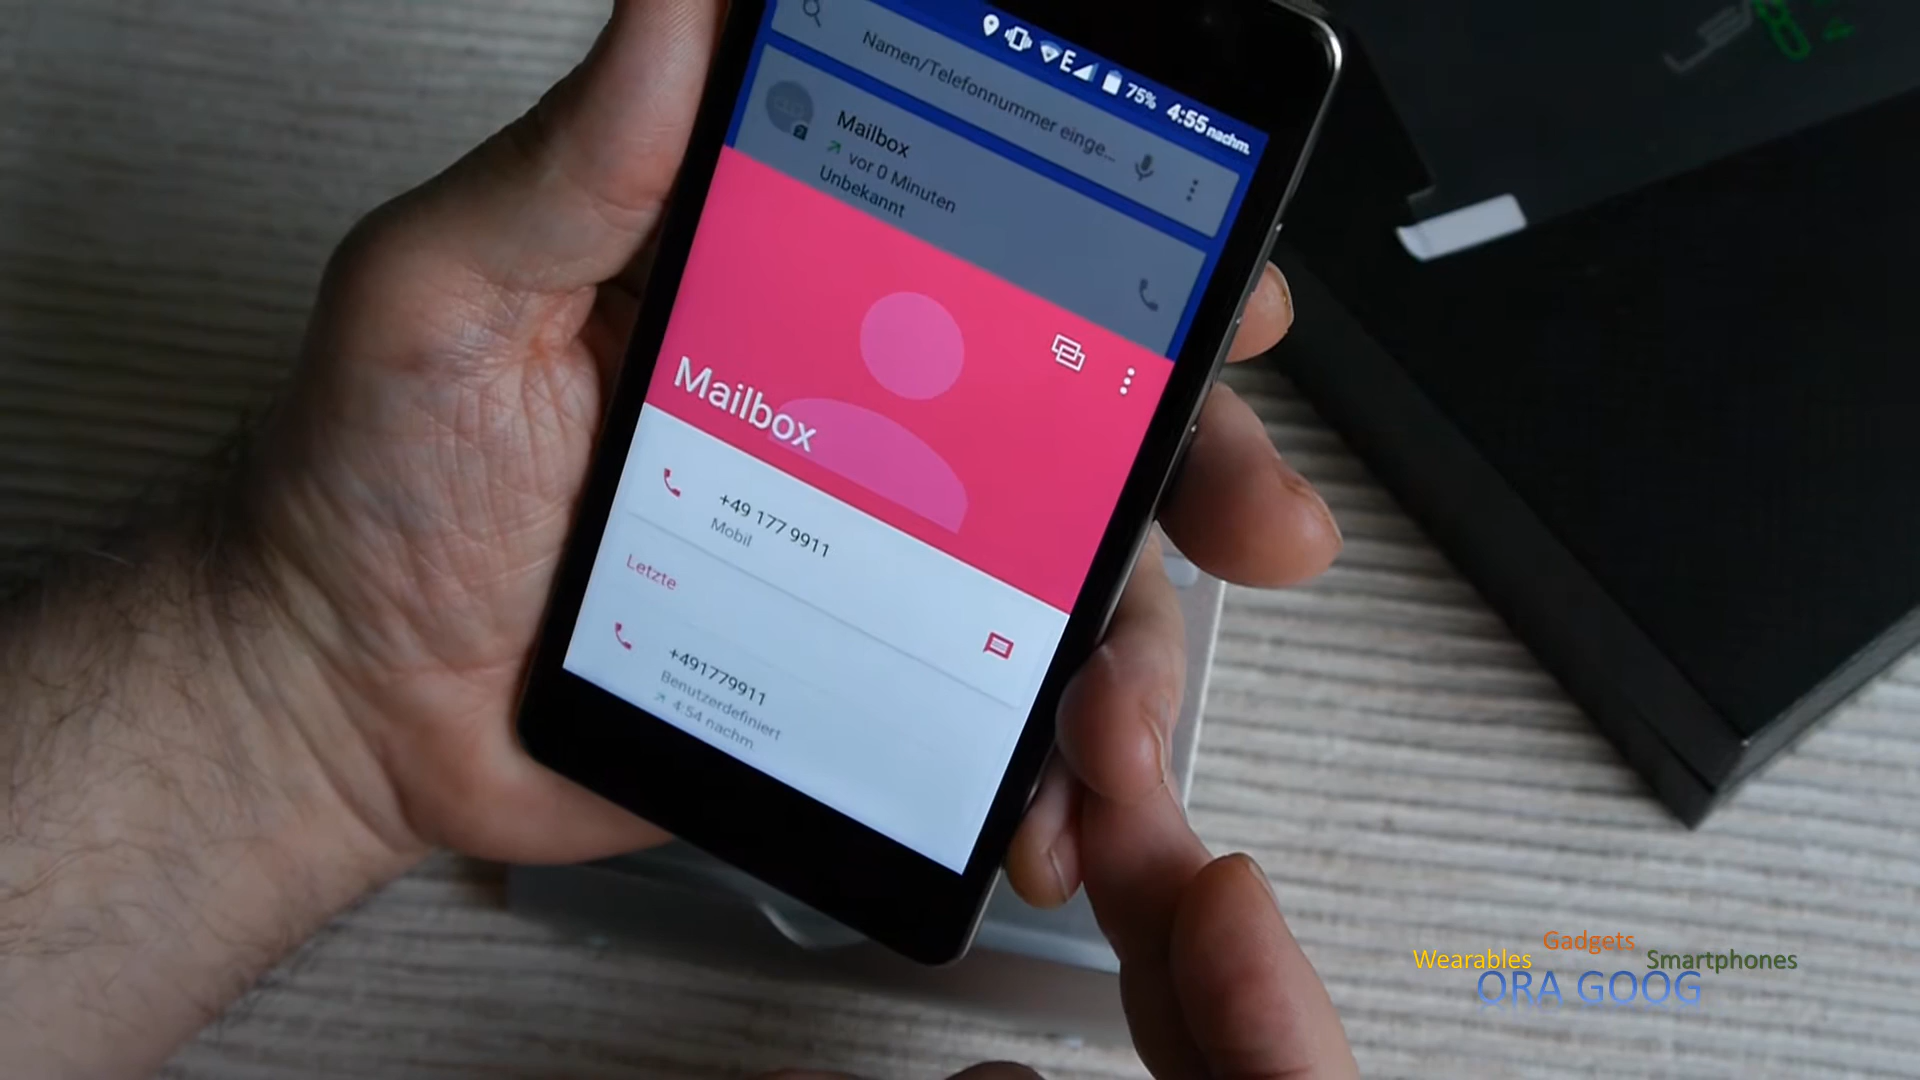 75% 4:55 nachm.
Namen/Telefonnummer einge...
Mailbox
vor 0 Minuten
Unbekannt
Mailbox
+49 177 9911
Mobil
Letzte
+491779911
Benutzerdefiniert
4:54 nachm
Gadgets
Wearables Smartphones
ORA GOOG